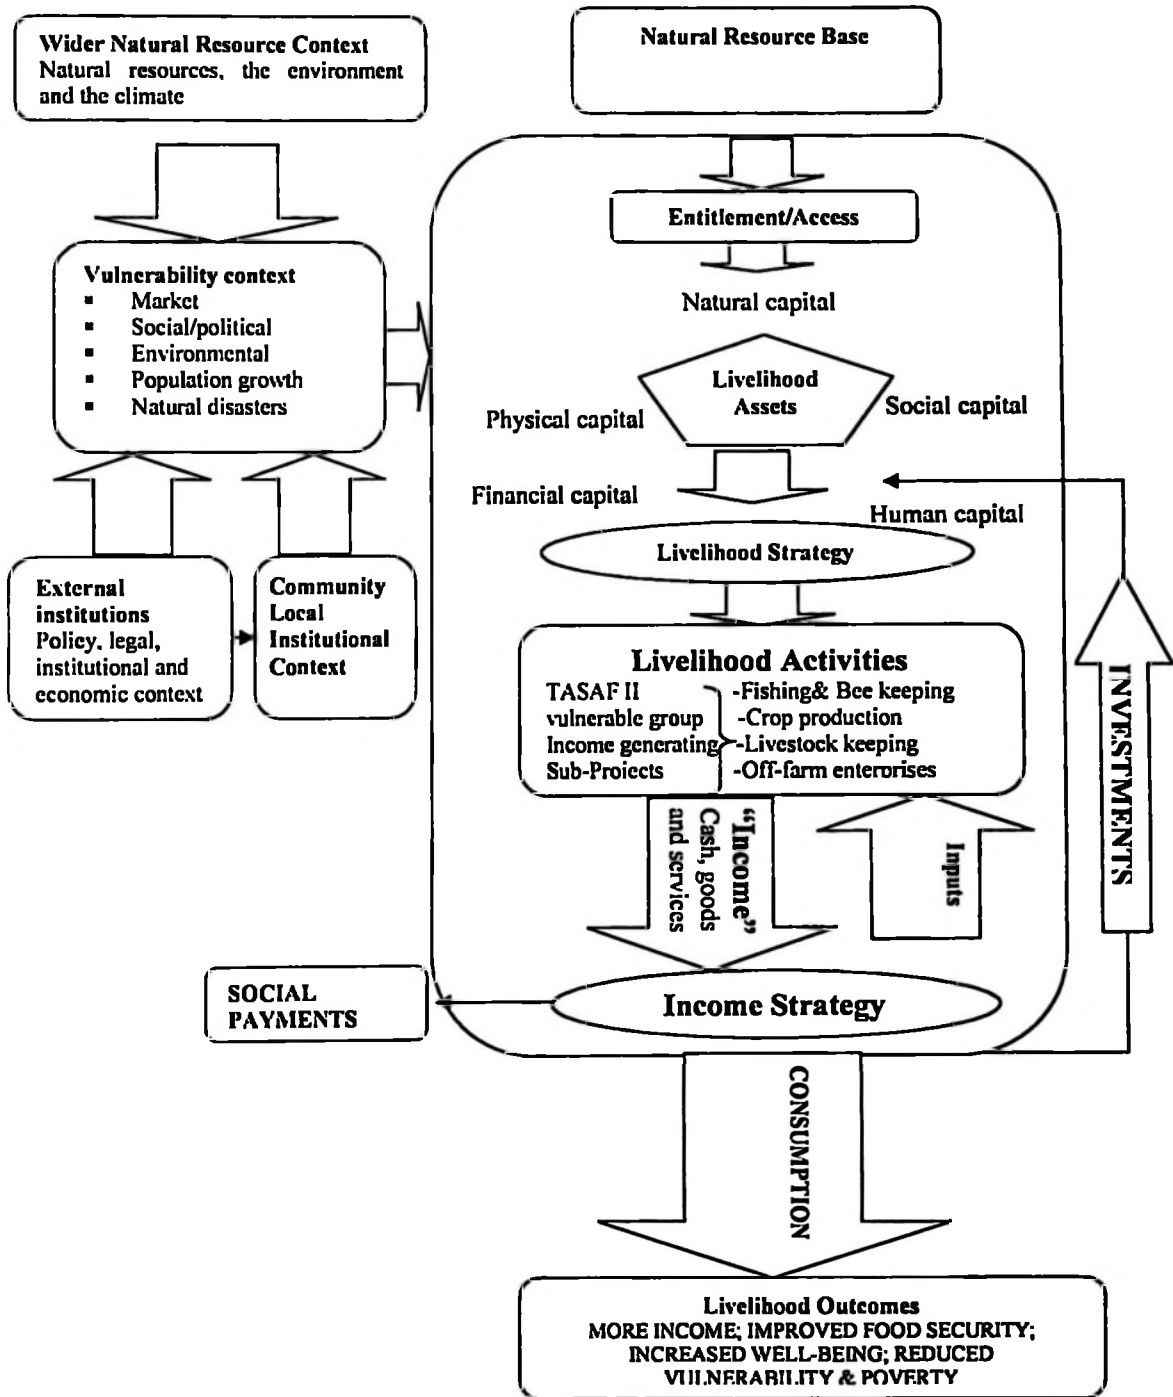 Wider Natural Resource Context
Natural resources, the environment
and the climate
Natural Resource Base
Entitlement/Access
Natural capital
Vulnerability context
▪ Market
▪ Social/political
▪ Environmental
▪ Population growth
▪ Natural disasters
Livelihood
Assets
Physical capital
Social capital
Financial capital
Human capital
Livelihood Strategy
External
institutions
Policy, legal,
institutional and
economic context
Community
Local
Institutional
Context
Livelihood Activities
TASAF II
vulnerable group
Income generating
Sub-Projects
-Fishing& Bee keeping
-Crop production
-Livestock keeping
-Off-farm enterprises
INVESTMENTS
"Income"
Cash, goods
and services
Inputs
SOCIAL
PAYMENTS
Income Strategy
CONSUMPTION
Livelihood Outcomes
MORE INCOME; IMPROVED FOOD SECURITY;
INCREASED WELL-BEING; REDUCED
VULNERABILITY & POVERTY